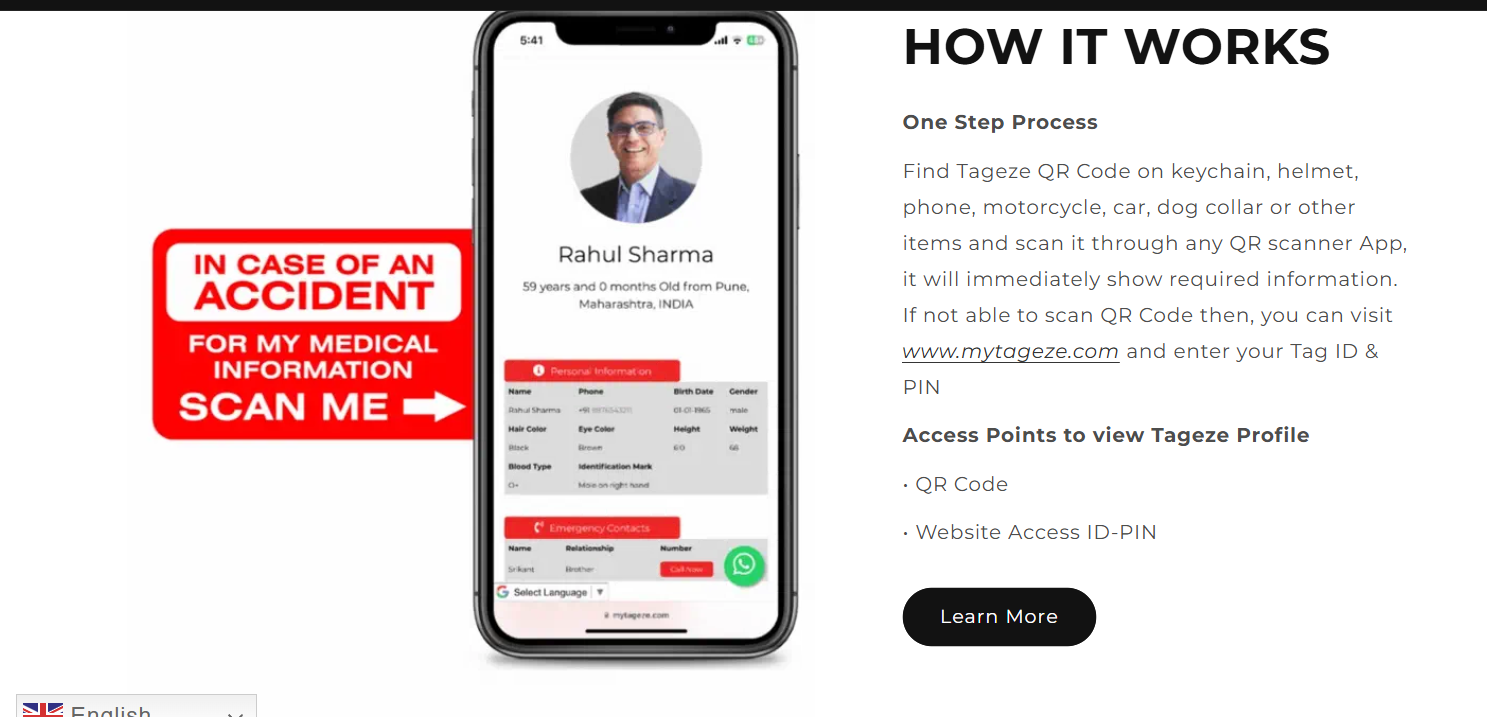 HOW IT WORKS
One Step Process
Find Tageze QR Code on keychain, helmet,
phone, motorcycle, car, dog collar or other
items and scan it through any QR scanner App,
it will immediately show required information.
If not able to scan QR Code then, you can visit
www.mytageze.com and enter your Tag ID &
PIN
Access Points to view Tageze Profile
• QR Code
• Website Access ID-PIN
Learn More
IN CASE OF AN
ACCIDENT
FOR MY MEDICAL
INFORMATION
SCAN ME
5:41
Rahul Sharma
59 years and 0 months Old from Pune,
Maharashtra, INDIA
Personal Information
Name Phone Birth Date Gender
Rahul Sharma +91 01-01-1965 male
Hair Color Eye Color Height Weight
Black Brown 6.0 66
Blood Type Identification Mark
O+ Mole on right hand
Emergency Contacts
Name Relationship Number
Srikant Brother Call Now
Select Language
mytageze.com
English